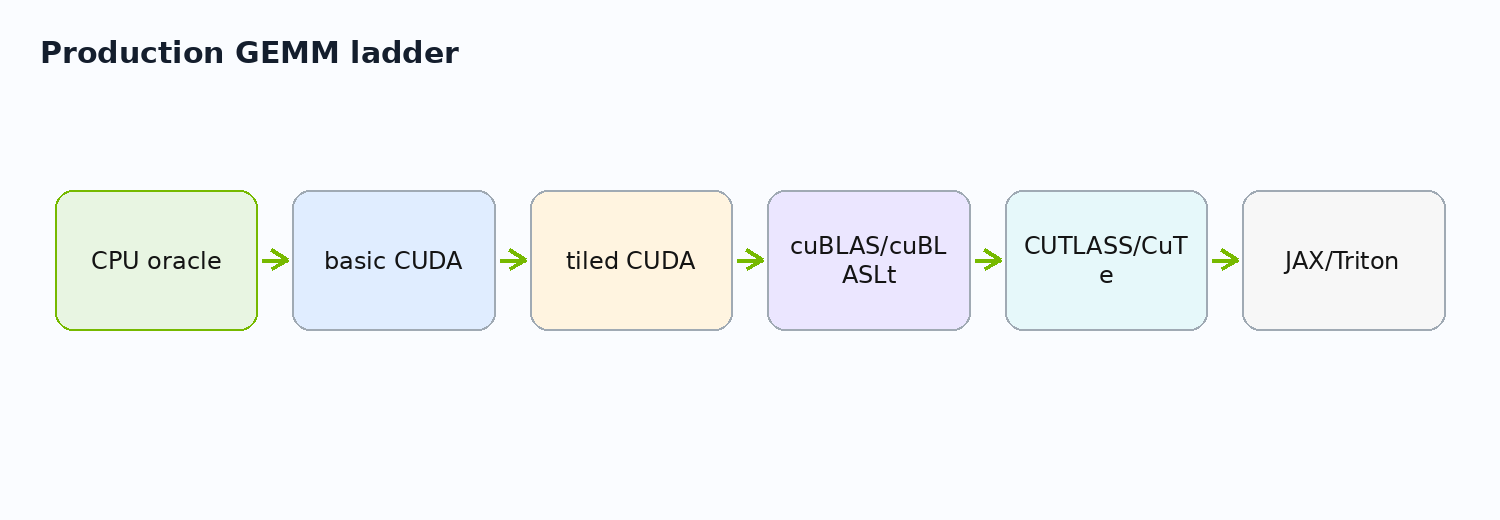 Production GEMM ladder
CPU oracle
basic CUDA
tiled CUDA
cuBLAS/cuBL
ASLt
CUTLASS/CuT
e
JAX/Triton